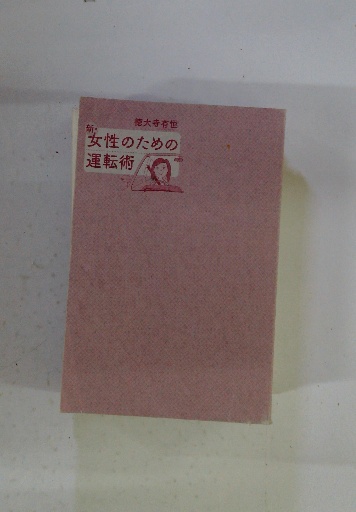 徳大寺有恒
新・
女性のための
運転術